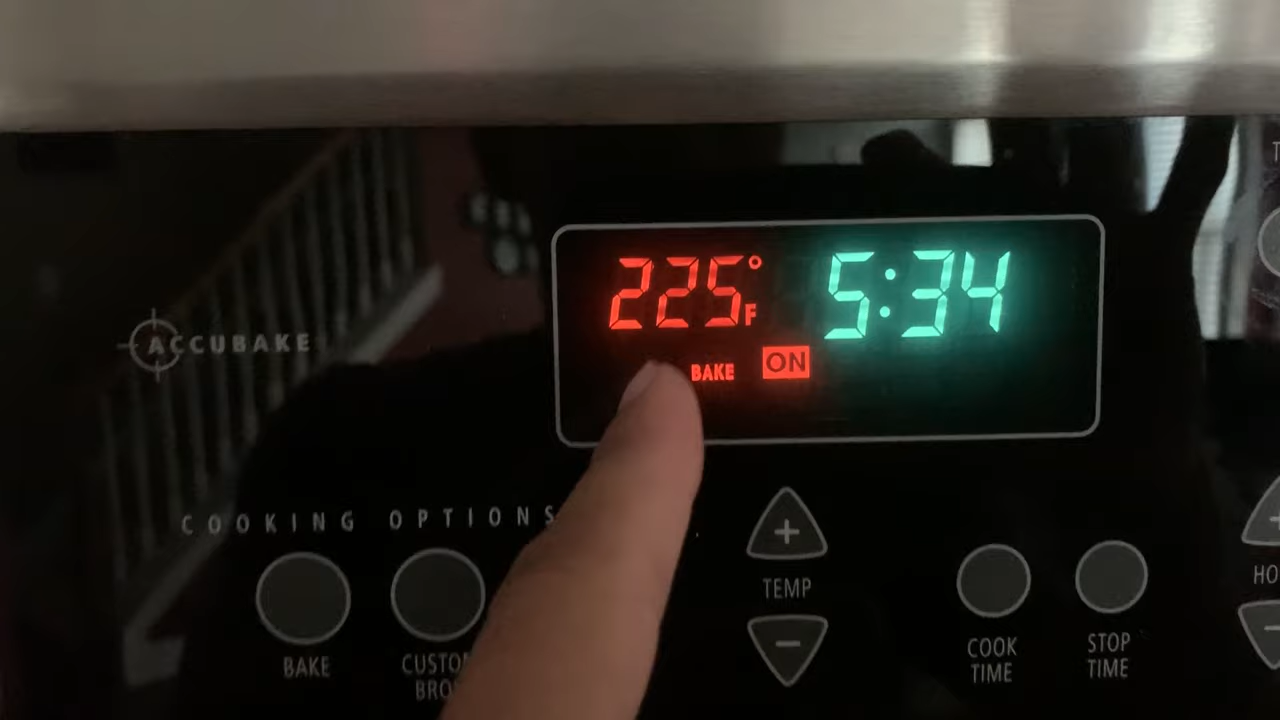 225°F 5:34
BAKE ON
ACCUBAKE
COOKING OPTIONS
+
TEMP
-
BAKE
COOK
TIME
STOP
TIME